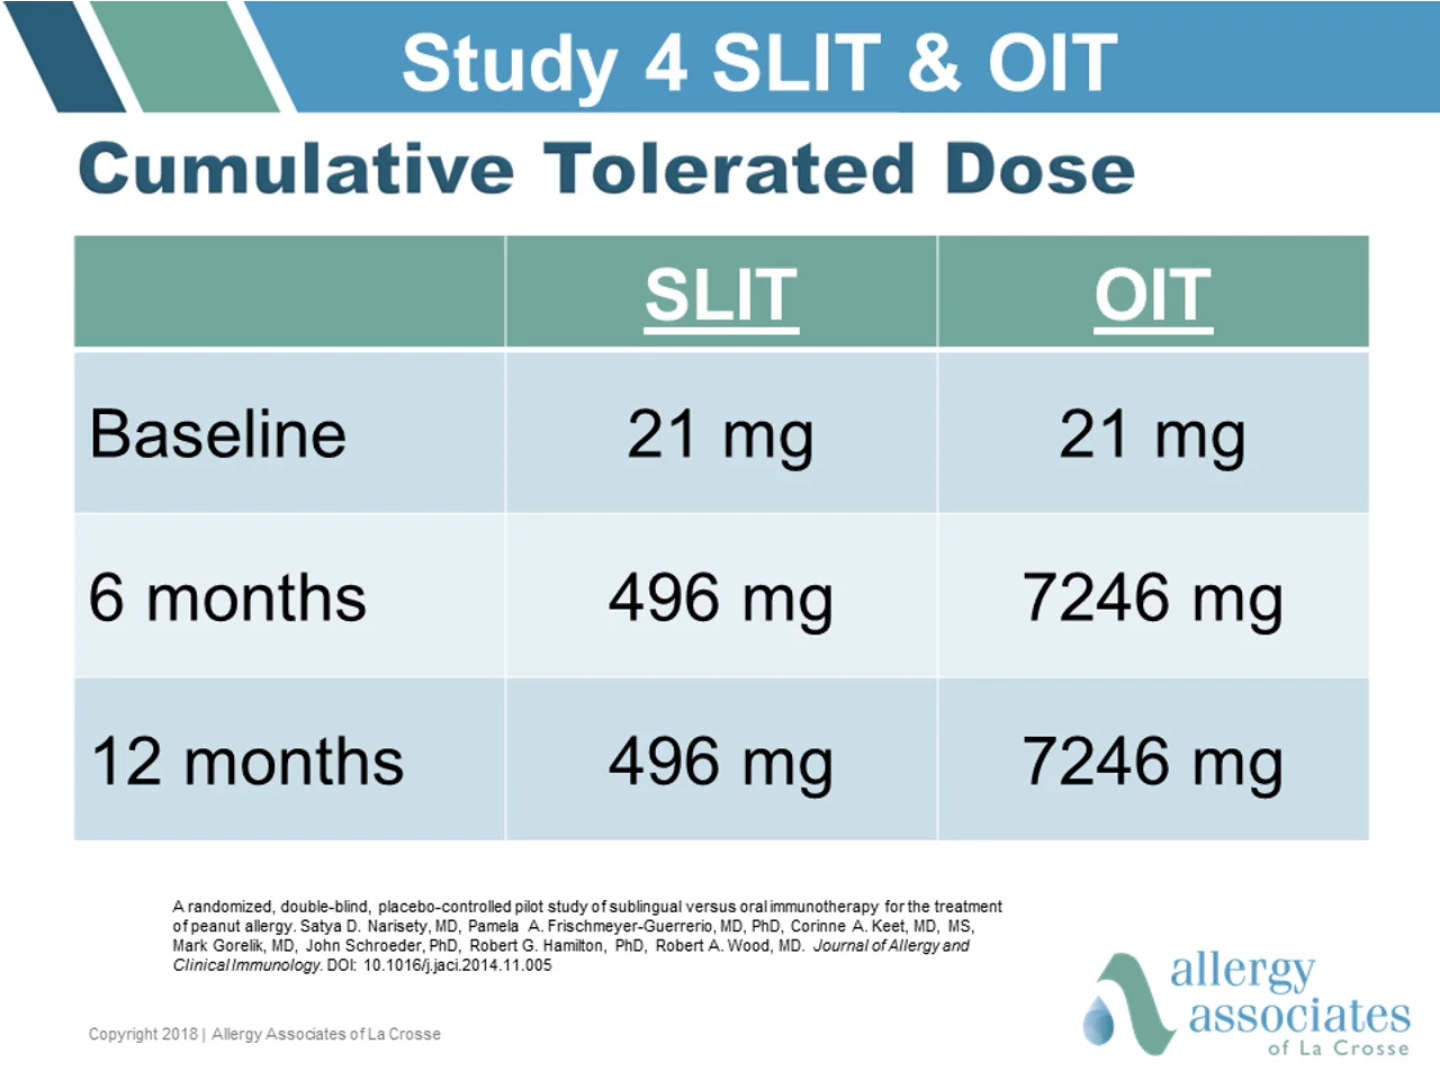 Study 4 SLIT & OIT
Cumulative Tolerated Dose
SLIT OIT
Baseline 21 mg 21 mg
6 months 496 mg 7246 mg
12 months 496 mg 7246 mg
A randomized, double-blind, placebo-controlled pilot study of sublingual versus oral immunotherapy for the treatment
of peanut allergy. Satya D. Narisety, MD, Pamela A. Frischmeyer-Guerrerio, MD, PhD, Corinne A. Keet, MD, MS,
Mark Gorelik, MD, John Schroeder, PhD, Robert G. Hamilton, PhD, Robert A. Wood, MD. Journal of Allergy and
Clinical Immunology. DOI: 10.1016/j.jaci.2014.11.005
allergy
associates
of La Crosse
Copyright 2018 | Allergy Associates of La Crosse